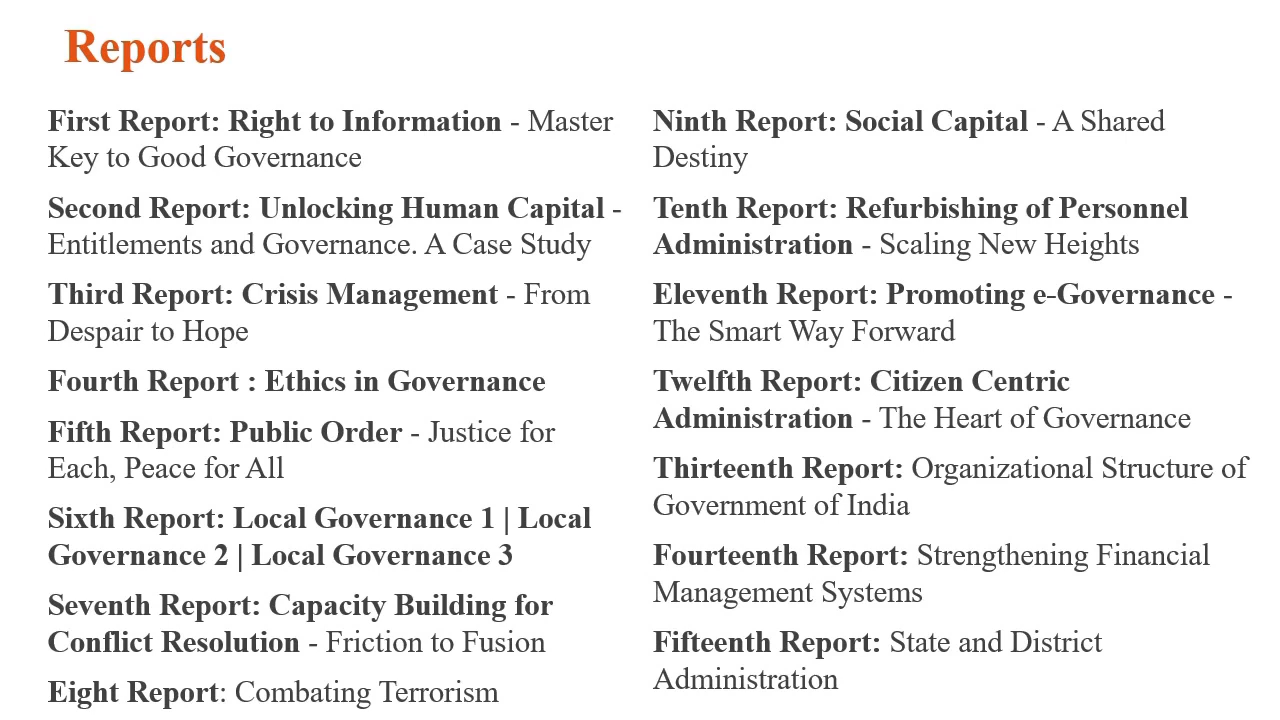 Reports
First Report: Right to Information - Master
Key to Good Governance
Second Report: Unlocking Human Capital -
Entitlements and Governance. A Case Study
Third Report: Crisis Management - From
Despair to Hope
Fourth Report : Ethics in Governance
Fifth Report: Public Order - Justice for
Each, Peace for All
Sixth Report: Local Governance 1 | Local
Governance 2 | Local Governance 3
Seventh Report: Capacity Building for
Conflict Resolution - Friction to Fusion
Eight Report: Combating Terrorism
Ninth Report: Social Capital - A Shared
Destiny
Tenth Report: Refurbishing of Personnel
Administration - Scaling New Heights
Eleventh Report: Promoting e-Governance -
The Smart Way Forward
Twelfth Report: Citizen Centric
Administration - The Heart of Governance
Thirteenth Report: Organizational Structure of
Government of India
Fourteenth Report: Strengthening Financial
Management Systems
Fifteenth Report: State and District
Administration